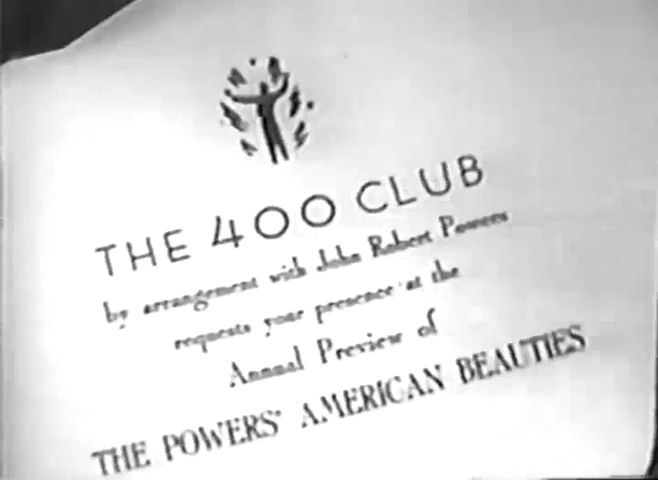 THE 400 CLUB
by arrangement with John Robert Powers
requests your presence at the
Annual Preview of
THE POWERS' AMERICAN BEAUTIES